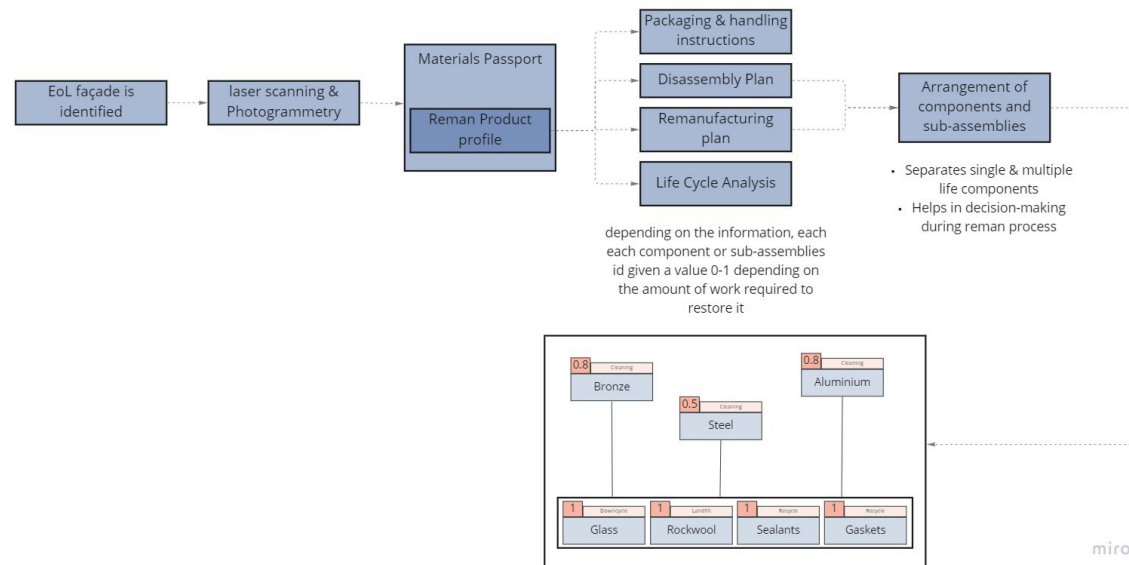 EoL façade is
identified
laser scanning &
Photogrammetry
Materials Passport
Reman Product
profile
Packaging & handling
instructions
Disassembly Plan
Remanufacturing
plan
Life Cycle Analysis
depending on the information, each
each component or sub-assemblies
id given a value 0-1 depending on
the amount of work required to
restore it
Arrangement of
components and
sub-assemblies
• Separates single & multiple
life components
• Helps in decision-making
during reman process
0.8 Cleaning
Bronze
0.8 Cleaning
Aluminium
0.5 Cleaning
Steel
1 Downcycle
Glass
1 Landfill
Rockwool
1 Recycle
Sealants
1 Recycle
Gaskets
miro